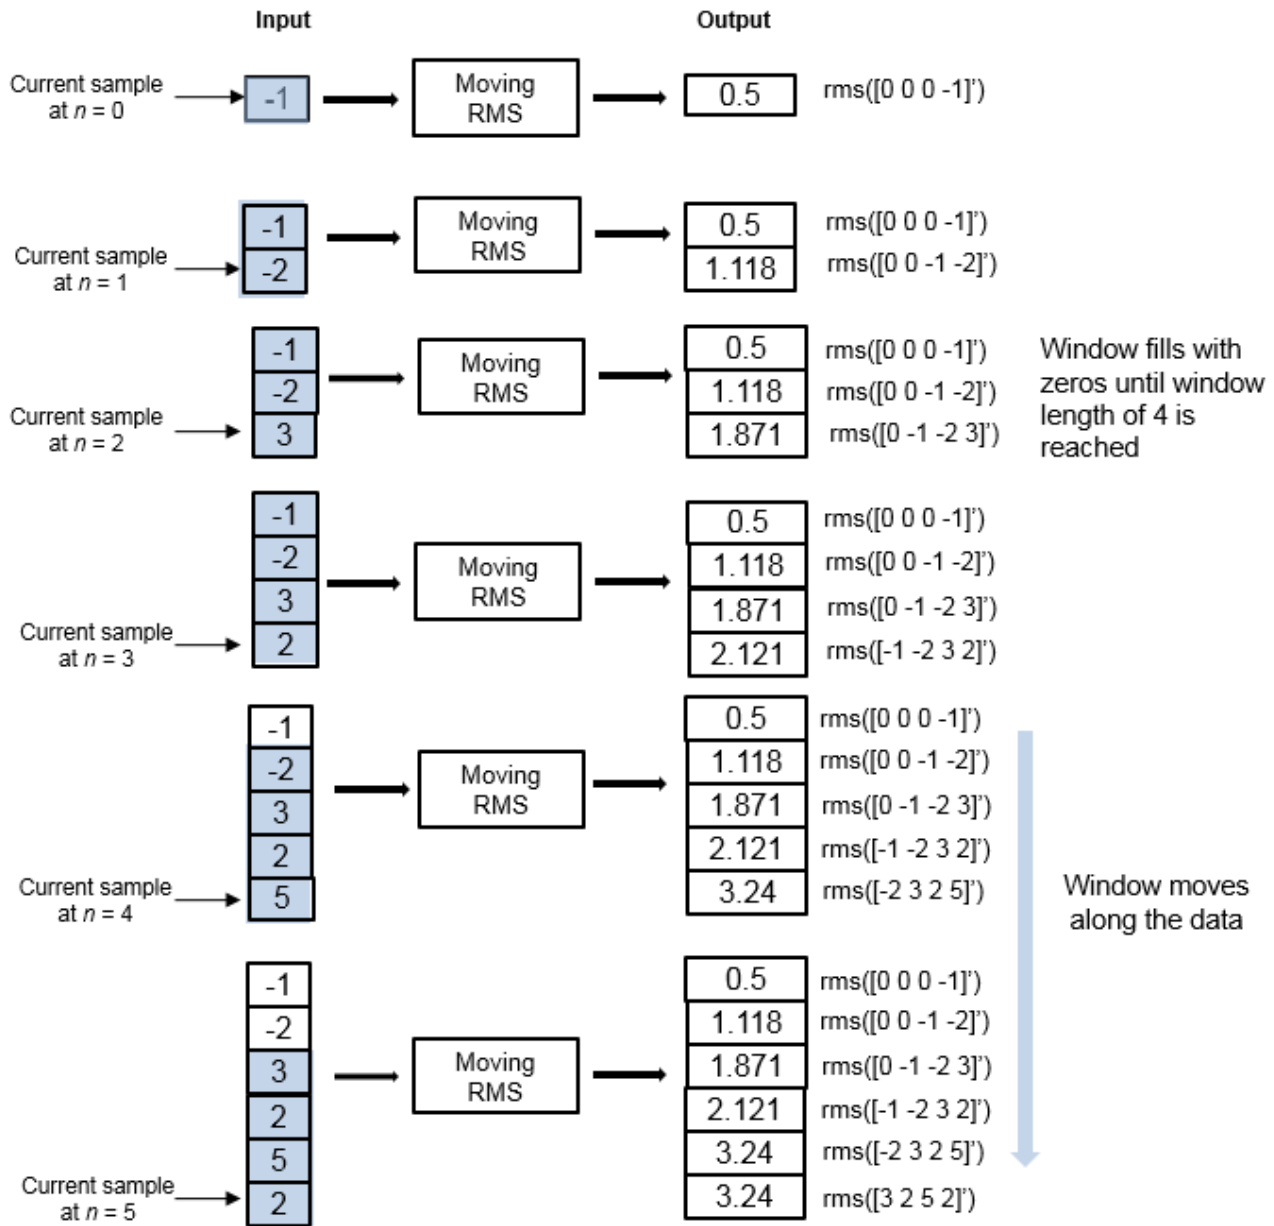 Input
Output
Current sample
at n = 0
-1
Moving
RMS
0.5
rms([0 0 0 -1]')
Current sample
at n = 1
-1
-2
Moving
RMS
0.5
1.118
rms([0 0 0 -1]')
rms([0 0 -1 -2]')
Current sample
at n = 2
-1
-2
3
Moving
RMS
0.5
1.118
1.871
rms([0 0 0 -1]')
rms([0 0 -1 -2]')
rms([0 -1 -2 3]')
Window fills with
zeros until window
length of 4 is
reached
Current sample
at n = 3
-1
-2
3
2
Moving
RMS
0.5
1.118
1.871
2.121
rms([0 0 0 -1]')
rms([0 0 -1 -2]')
rms([0 -1 -2 3]')
rms([-1 -2 3 2]')
Current sample
at n = 4
-1
-2
3
2
5
Moving
RMS
0.5
1.118
1.871
2.121
3.24
rms([0 0 0 -1]')
rms([0 0 -1 -2]')
rms([0 -1 -2 3]')
rms([-1 -2 3 2]')
rms([-2 3 2 5]')
Window moves
along the data
Current sample
at n = 5
-1
-2
3
2
5
2
Moving
RMS
0.5
1.118
1.871
2.121
3.24
3.24
rms([0 0 0 -1]')
rms([0 0 -1 -2]')
rms([0 -1 -2 3]')
rms([-1 -2 3 2]')
rms([-2 3 2 5]')
rms([3 2 5 2]')